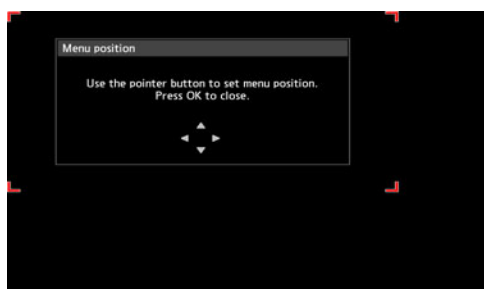 Menu position
Use the pointer button to set menu position.
Press OK to close.